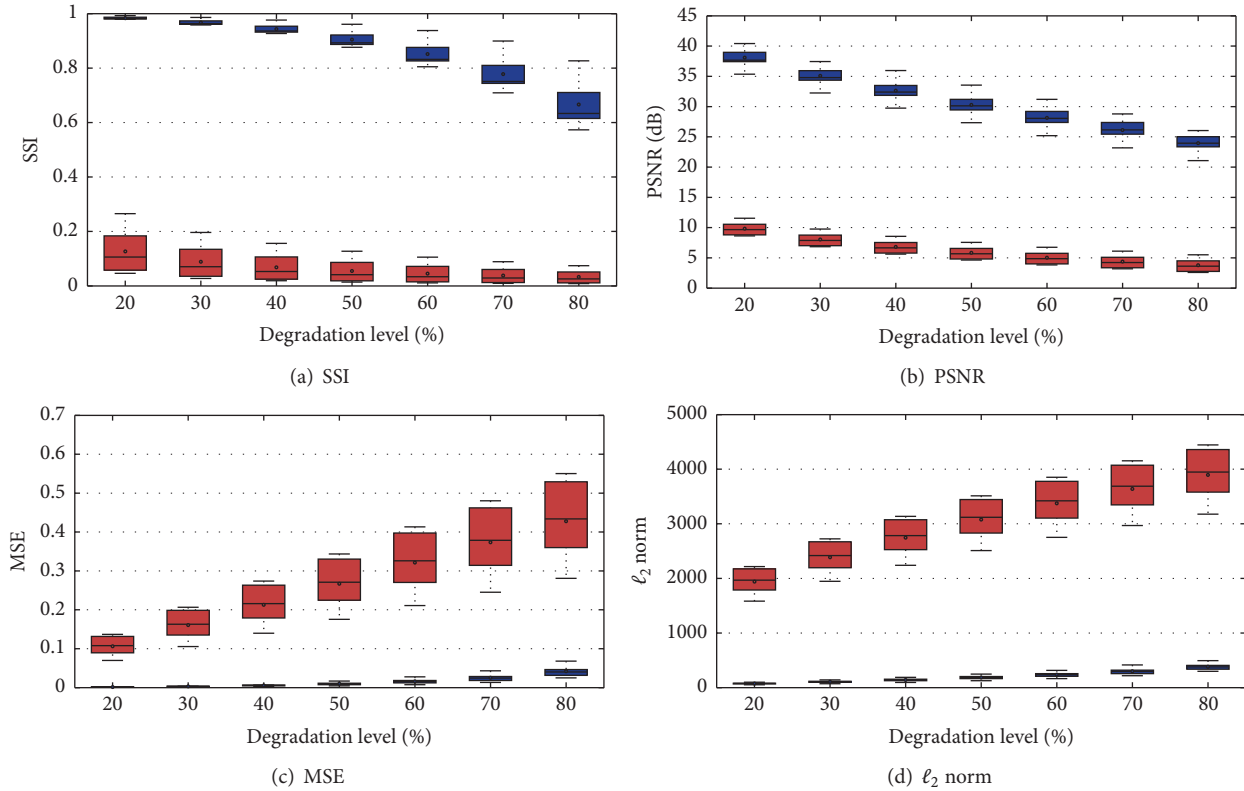 1
0.8
0.6
0.4
0.2
0
SSI
20 30 40 50 60 70 80
Degradation level (%)
(a) SSI
45
40
35
30
25
20
15
10
5
0
PSNR (dB)
20 30 40 50 60 70 80
Degradation level (%)
(b) PSNR
0.7
0.6
0.5
0.4
0.3
0.2
0.1
0
MSE
20 30 40 50 60 70 80
Degradation level (%)
(c) MSE
5000
4000
3000
2000
1000
0
ℓ₂ norm
20 30 40 50 60 70 80
Degradation level (%)
(d) ℓ₂ norm